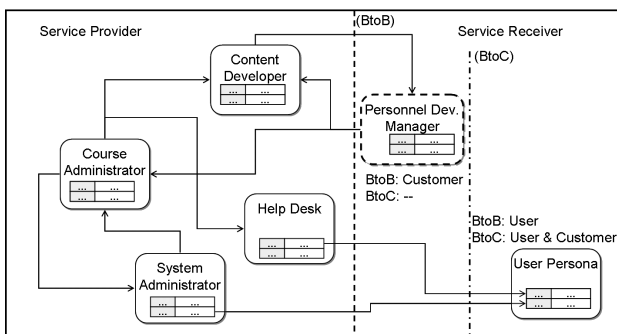 (BtoB)
Service Provider
Service Receiver
(BtoC)
Content
Developer
... ...
... ...
Personnel Dev.
Manager
... ...
... ...
Course
Administrator
... ...
... ...
BtoB: Customer
BtoC: --
Help Desk
... ...
... ...
BtoB: User
BtoC: User & Customer
System
Administrator
... ...
... ...
User Persona
... ...
... ...